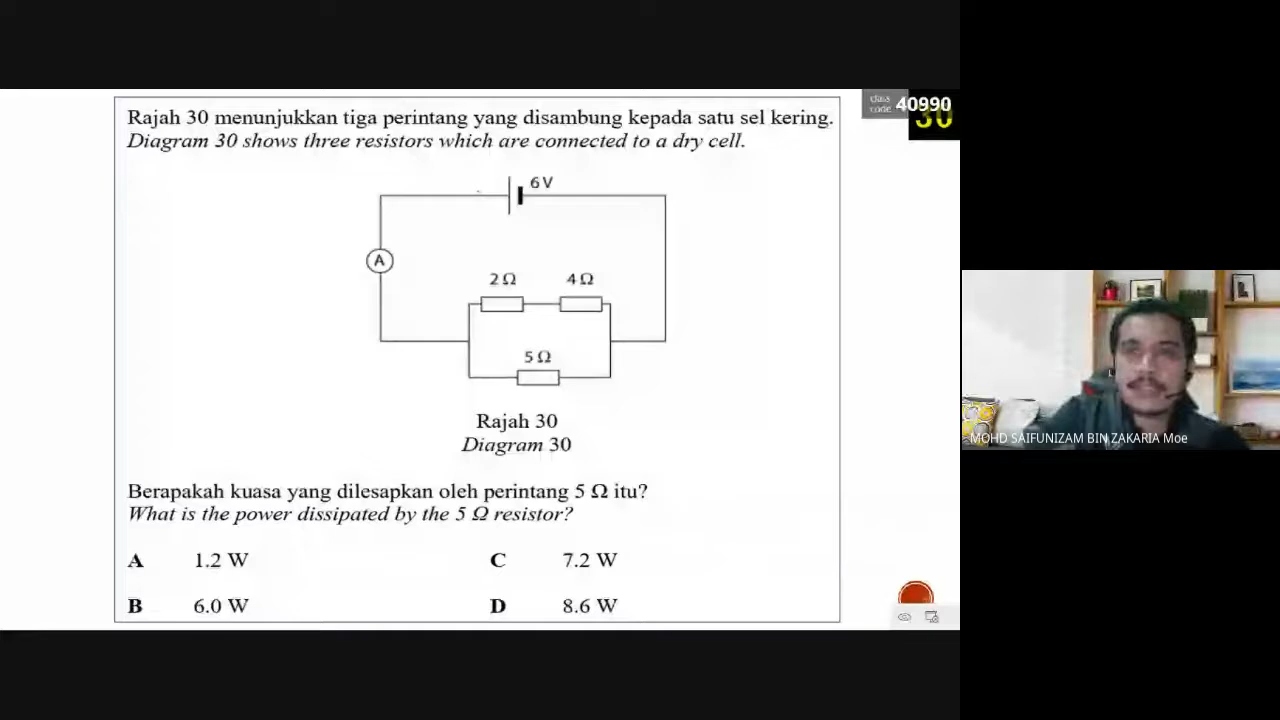 Rajah 30 menunjukkan tiga perintang yang disambung kepada satu sel kering.
Diagram 30 shows three resistors which are connected to a dry cell.
class code 40990
30
6 V
A
2 Ω 4 Ω
5 Ω
Rajah 30
Diagram 30
MOHD SAIFUNIZAM BIN ZAKARIA Moe
Berapakah kuasa yang dilesapkan oleh perintang 5 Ω itu?
What is the power dissipated by the 5 Ω resistor?
A 1.2 W C 7.2 W
B 6.0 W D 8.6 W